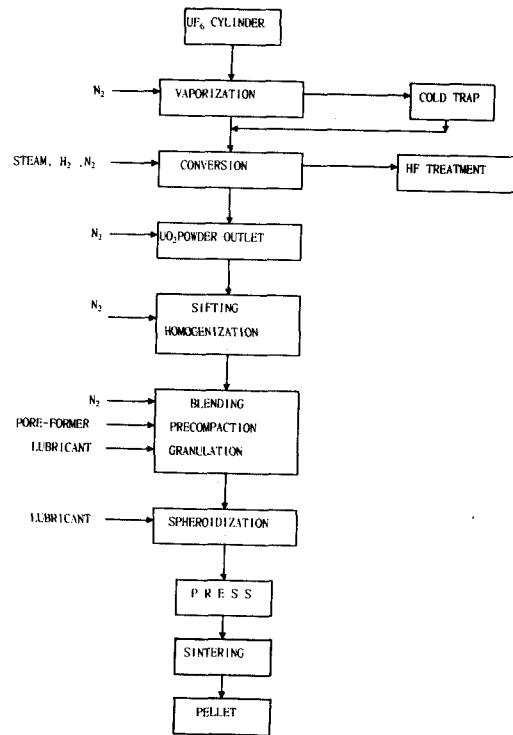 UF₆ CYLINDER
N₂
VAPORIZATION
COLD TRAP
STEAM, H₂ ,N₂
CONVERSION
HF TREATMENT
N₂
UO₂POWDER OUTLET
N₂
SIFTING
HOMOGENIZATION
N₂
BLENDING
PORE-FORMER
PRECOMPACTION
LUBRICANT
GRANULATION
LUBRICANT
SPHEROIDIZATION
P R E S S
SINTERING
PELLET